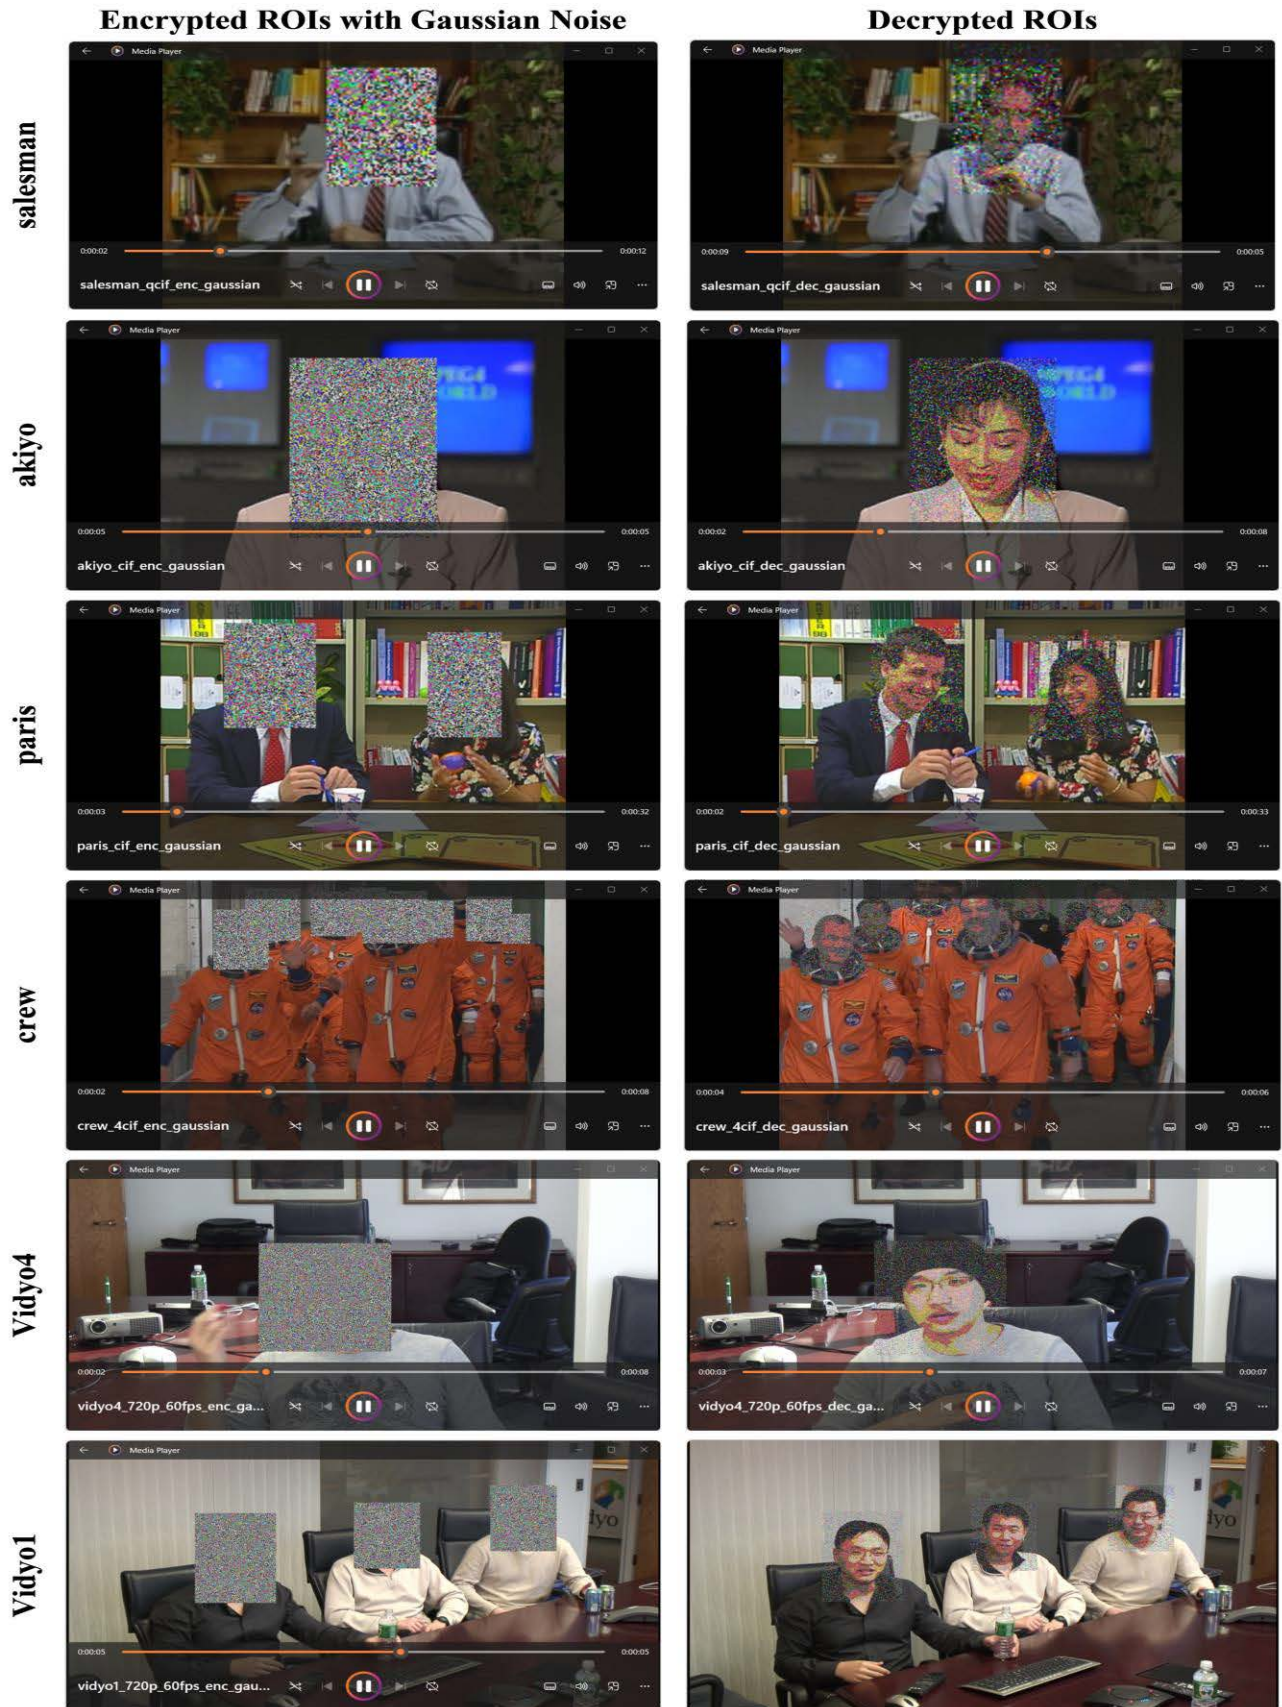 Encrypted ROIs with Gaussian Noise
Decrypted ROIs
salesman
Media Player
0:00:02
0:00:12
salesman_qcif_enc_gaussian
Media Player
0:00:09
0:00:05
salesman_qcif_dec_gaussian
akiyo
Media Player
0:00:05
0:00:05
akiyo_cif_enc_gaussian
Media Player
MPEG4
WORLD
0:00:02
0:00:08
akiyo_cif_dec_gaussian
paris
Media Player
0:00:03
0:00:32
paris_cif_enc_gaussian
Media Player
0:00:02
0:00:33
paris_cif_dec_gaussian
crew
Media Player
0:00:02
0:00:08
crew_4cif_enc_gaussian
Media Player
0:00:04
0:00:06
crew_4cif_dec_gaussian
Vidyo4
Media Player
0:00:02
0:00:08
vidyo4_720p_60fps_enc_ga...
Media Player
0:00:03
0:00:07
vidyo4_720p_60fps_dec_ga...
Vidyo1
Media Player
dyo
0:00:05
0:00:05
vidyo1_720p_60fps_enc_gau...
dyo